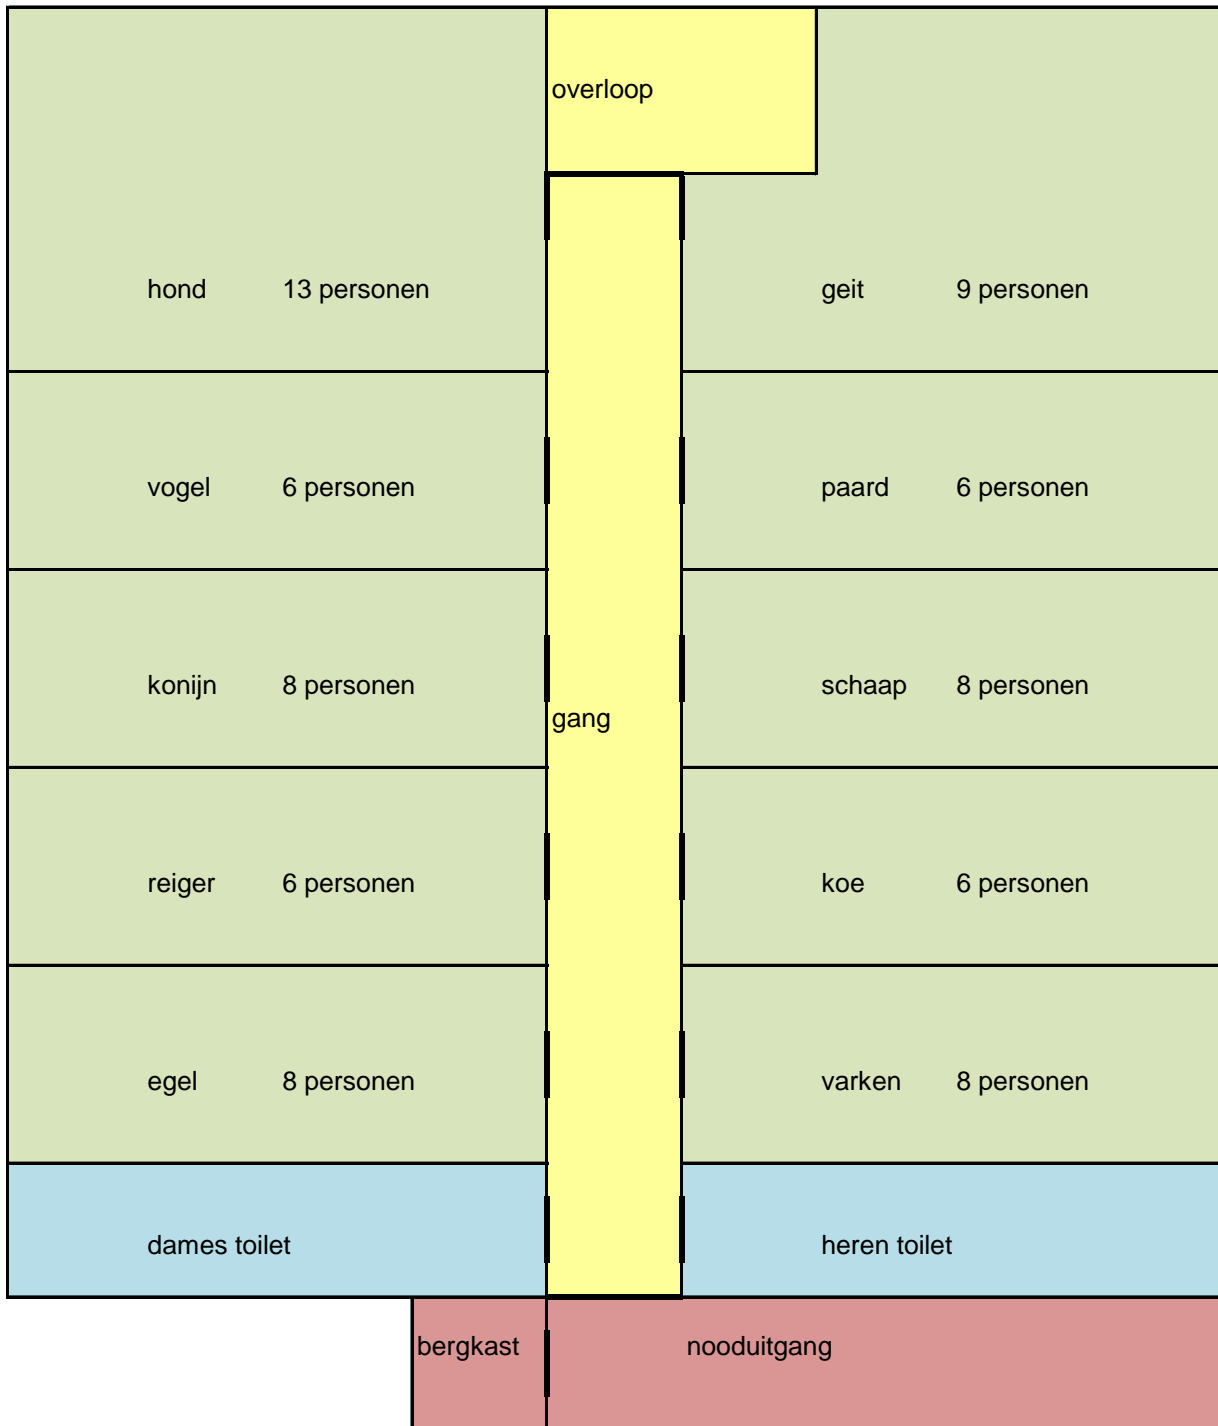 overloop
hond 13 personen geit 9 personen
vogel 6 personen paard 6 personen
konijn 8 personen schaap 8 personen
gang
reiger 6 personen koe 6 personen
egel 8 personen varken 8 personen
dames toilet heren toilet
bergkast nooduitgang